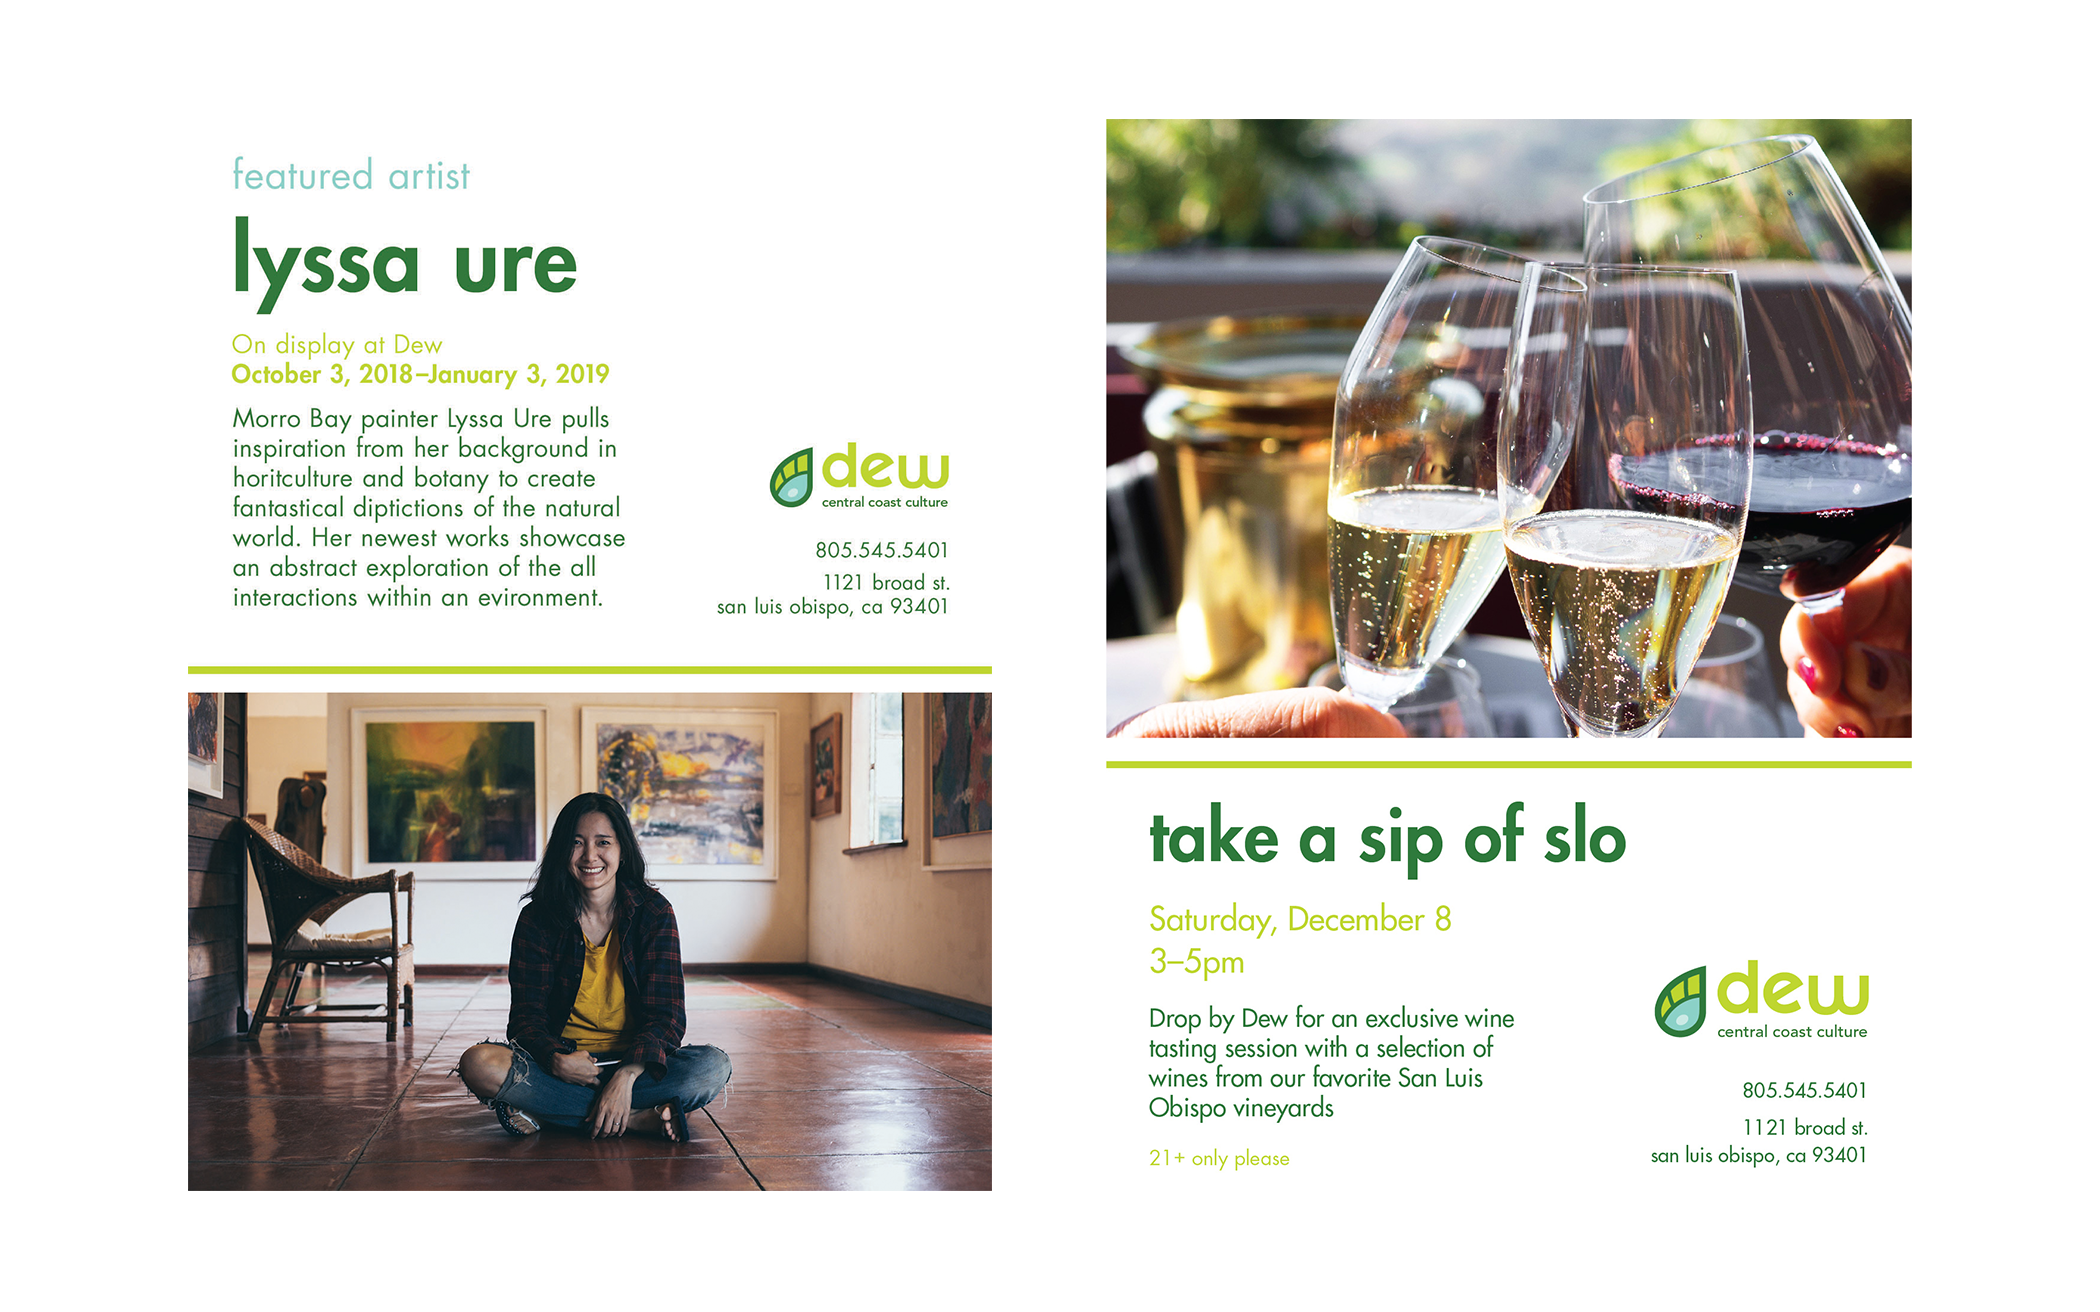 featured artist
lyssa ure
On display at Dew
October 3, 2018–January 3, 2019
Morro Bay painter Lyssa Ure pulls
inspiration from her background in
horitculture and botany to create
fantastical diptictions of the natural
world. Her newest works showcase
an abstract exploration of the all
interactions within an evironment.
dew
central coast culture
805.545.5401
1121 broad st.
san luis obispo, ca 93401
take a sip of slo
Saturday, December 8
3–5pm
Drop by Dew for an exclusive wine
tasting session with a selection of
wines from our favorite San Luis
Obispo vineyards
21+ only please
dew
central coast culture
805.545.5401
1121 broad st.
san luis obispo, ca 93401